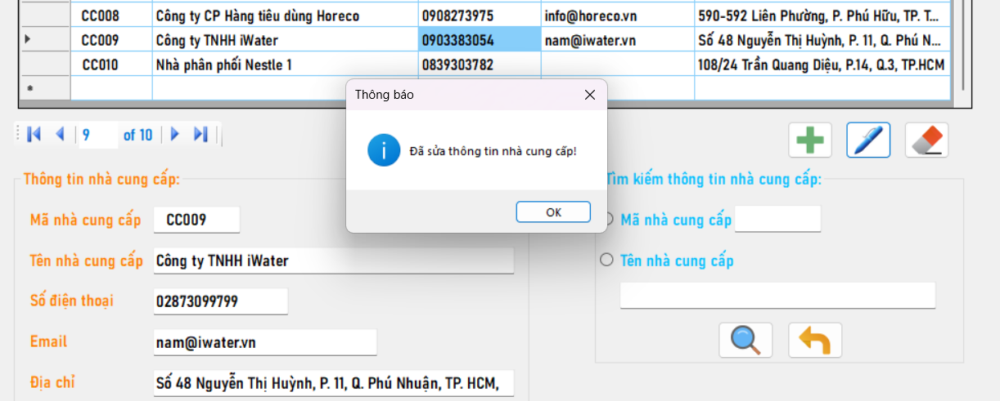 CC008 Công ty CP Hàng tiêu dùng Horeco 0908273975 info@horeco.vn 590-592 Liên Phường, P. Phú Hữu, TP. T...
CC009 Công ty TNHH iWater 0903383054 nam@iwater.vn Số 48 Nguyễn Thị Huỳnh, P. 11, Q. Phú N...
CC010 Nhà phân phối Nestle 1 0839303782 108/24 Trần Quang Diệu, P.14, Q.3, TP.HCM
Thông báo
Đã sửa thông tin nhà cung cấp!
OK
9 of 10
Thông tin nhà cung cấp:
Mã nhà cung cấp CC009
Tên nhà cung cấp Công ty TNHH iWater
Số điện thoại 02873099799
Email nam@iwater.vn
Địa chỉ Số 48 Nguyễn Thị Huỳnh, P. 11, Q. Phú Nhuận, TP. HCM,
Tìm kiếm thông tin nhà cung cấp:
Mã nhà cung cấp
Tên nhà cung cấp